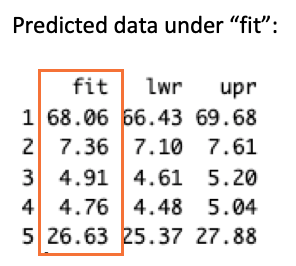 Predicted data under “fit”:
fit lwr upr
1 68.06 66.43 69.68
2 7.36 7.10 7.61
3 4.91 4.61 5.20
4 4.76 4.48 5.04
5 26.63 25.37 27.88